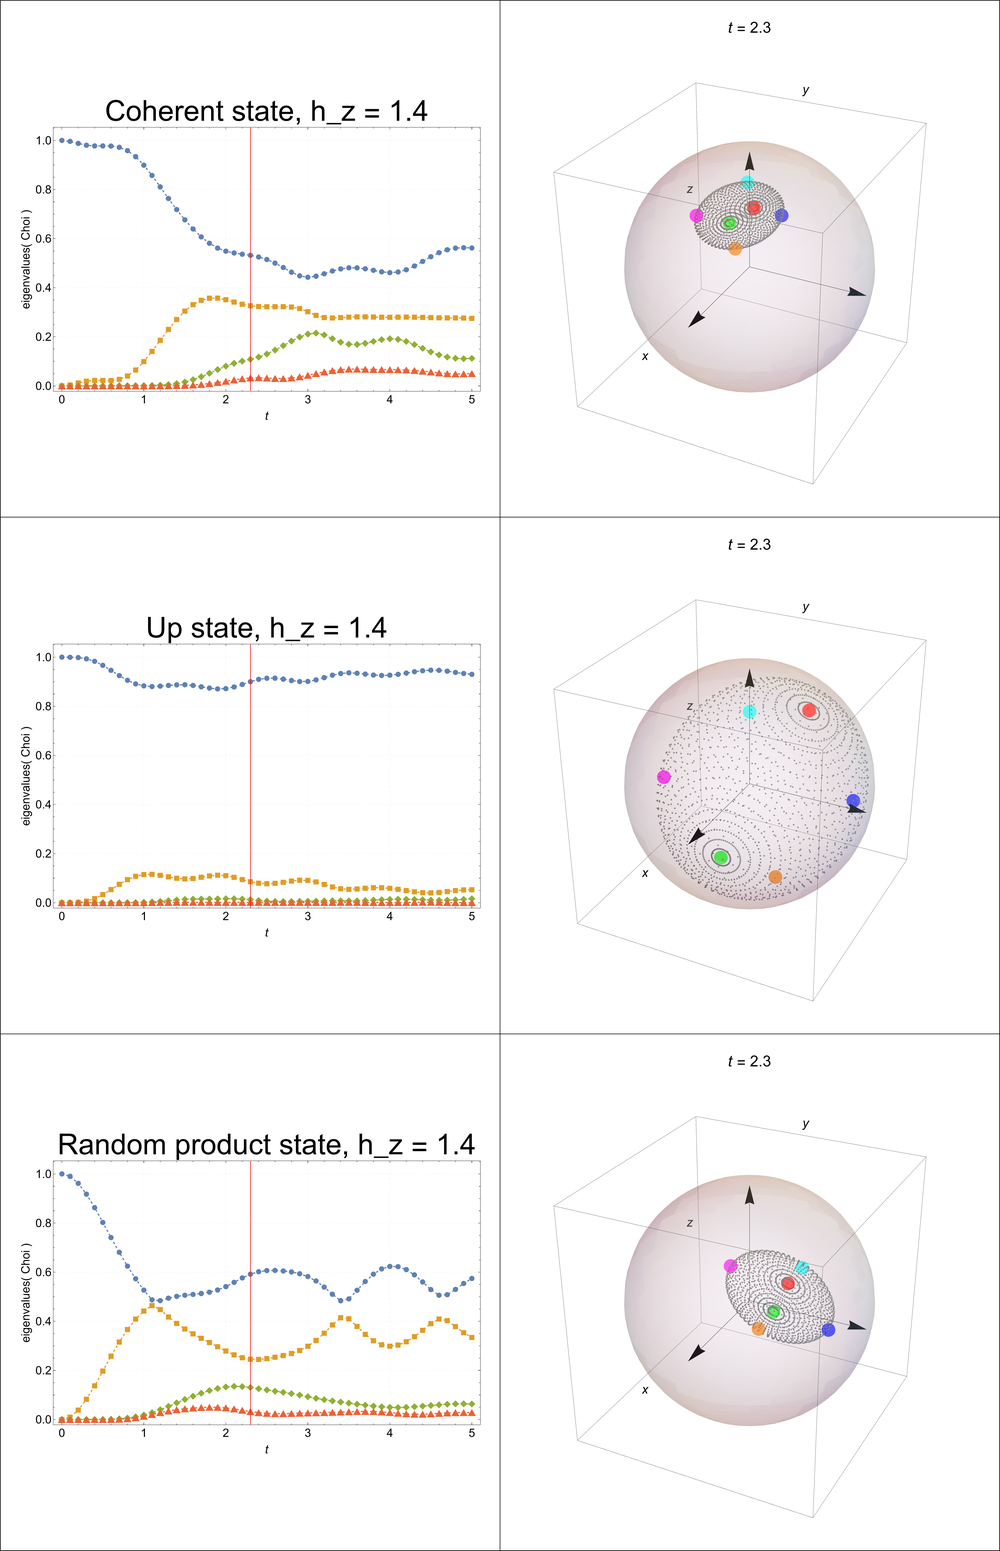 Coherent state, h_z = 1.4
eigenvalues( Choi )
1.0
0.8
0.6
0.4
0.2
0.0
0 1 2 3 4 5
t
t = 2.3
y
z
x
Up state, h_z = 1.4
eigenvalues( Choi )
1.0
0.8
0.6
0.4
0.2
0.0
0 1 2 3 4 5
t
t = 2.3
y
z
x
Random product state, h_z = 1.4
eigenvalues( Choi )
1.0
0.8
0.6
0.4
0.2
0.0
0 1 2 3 4 5
t
t = 2.3
y
z
x